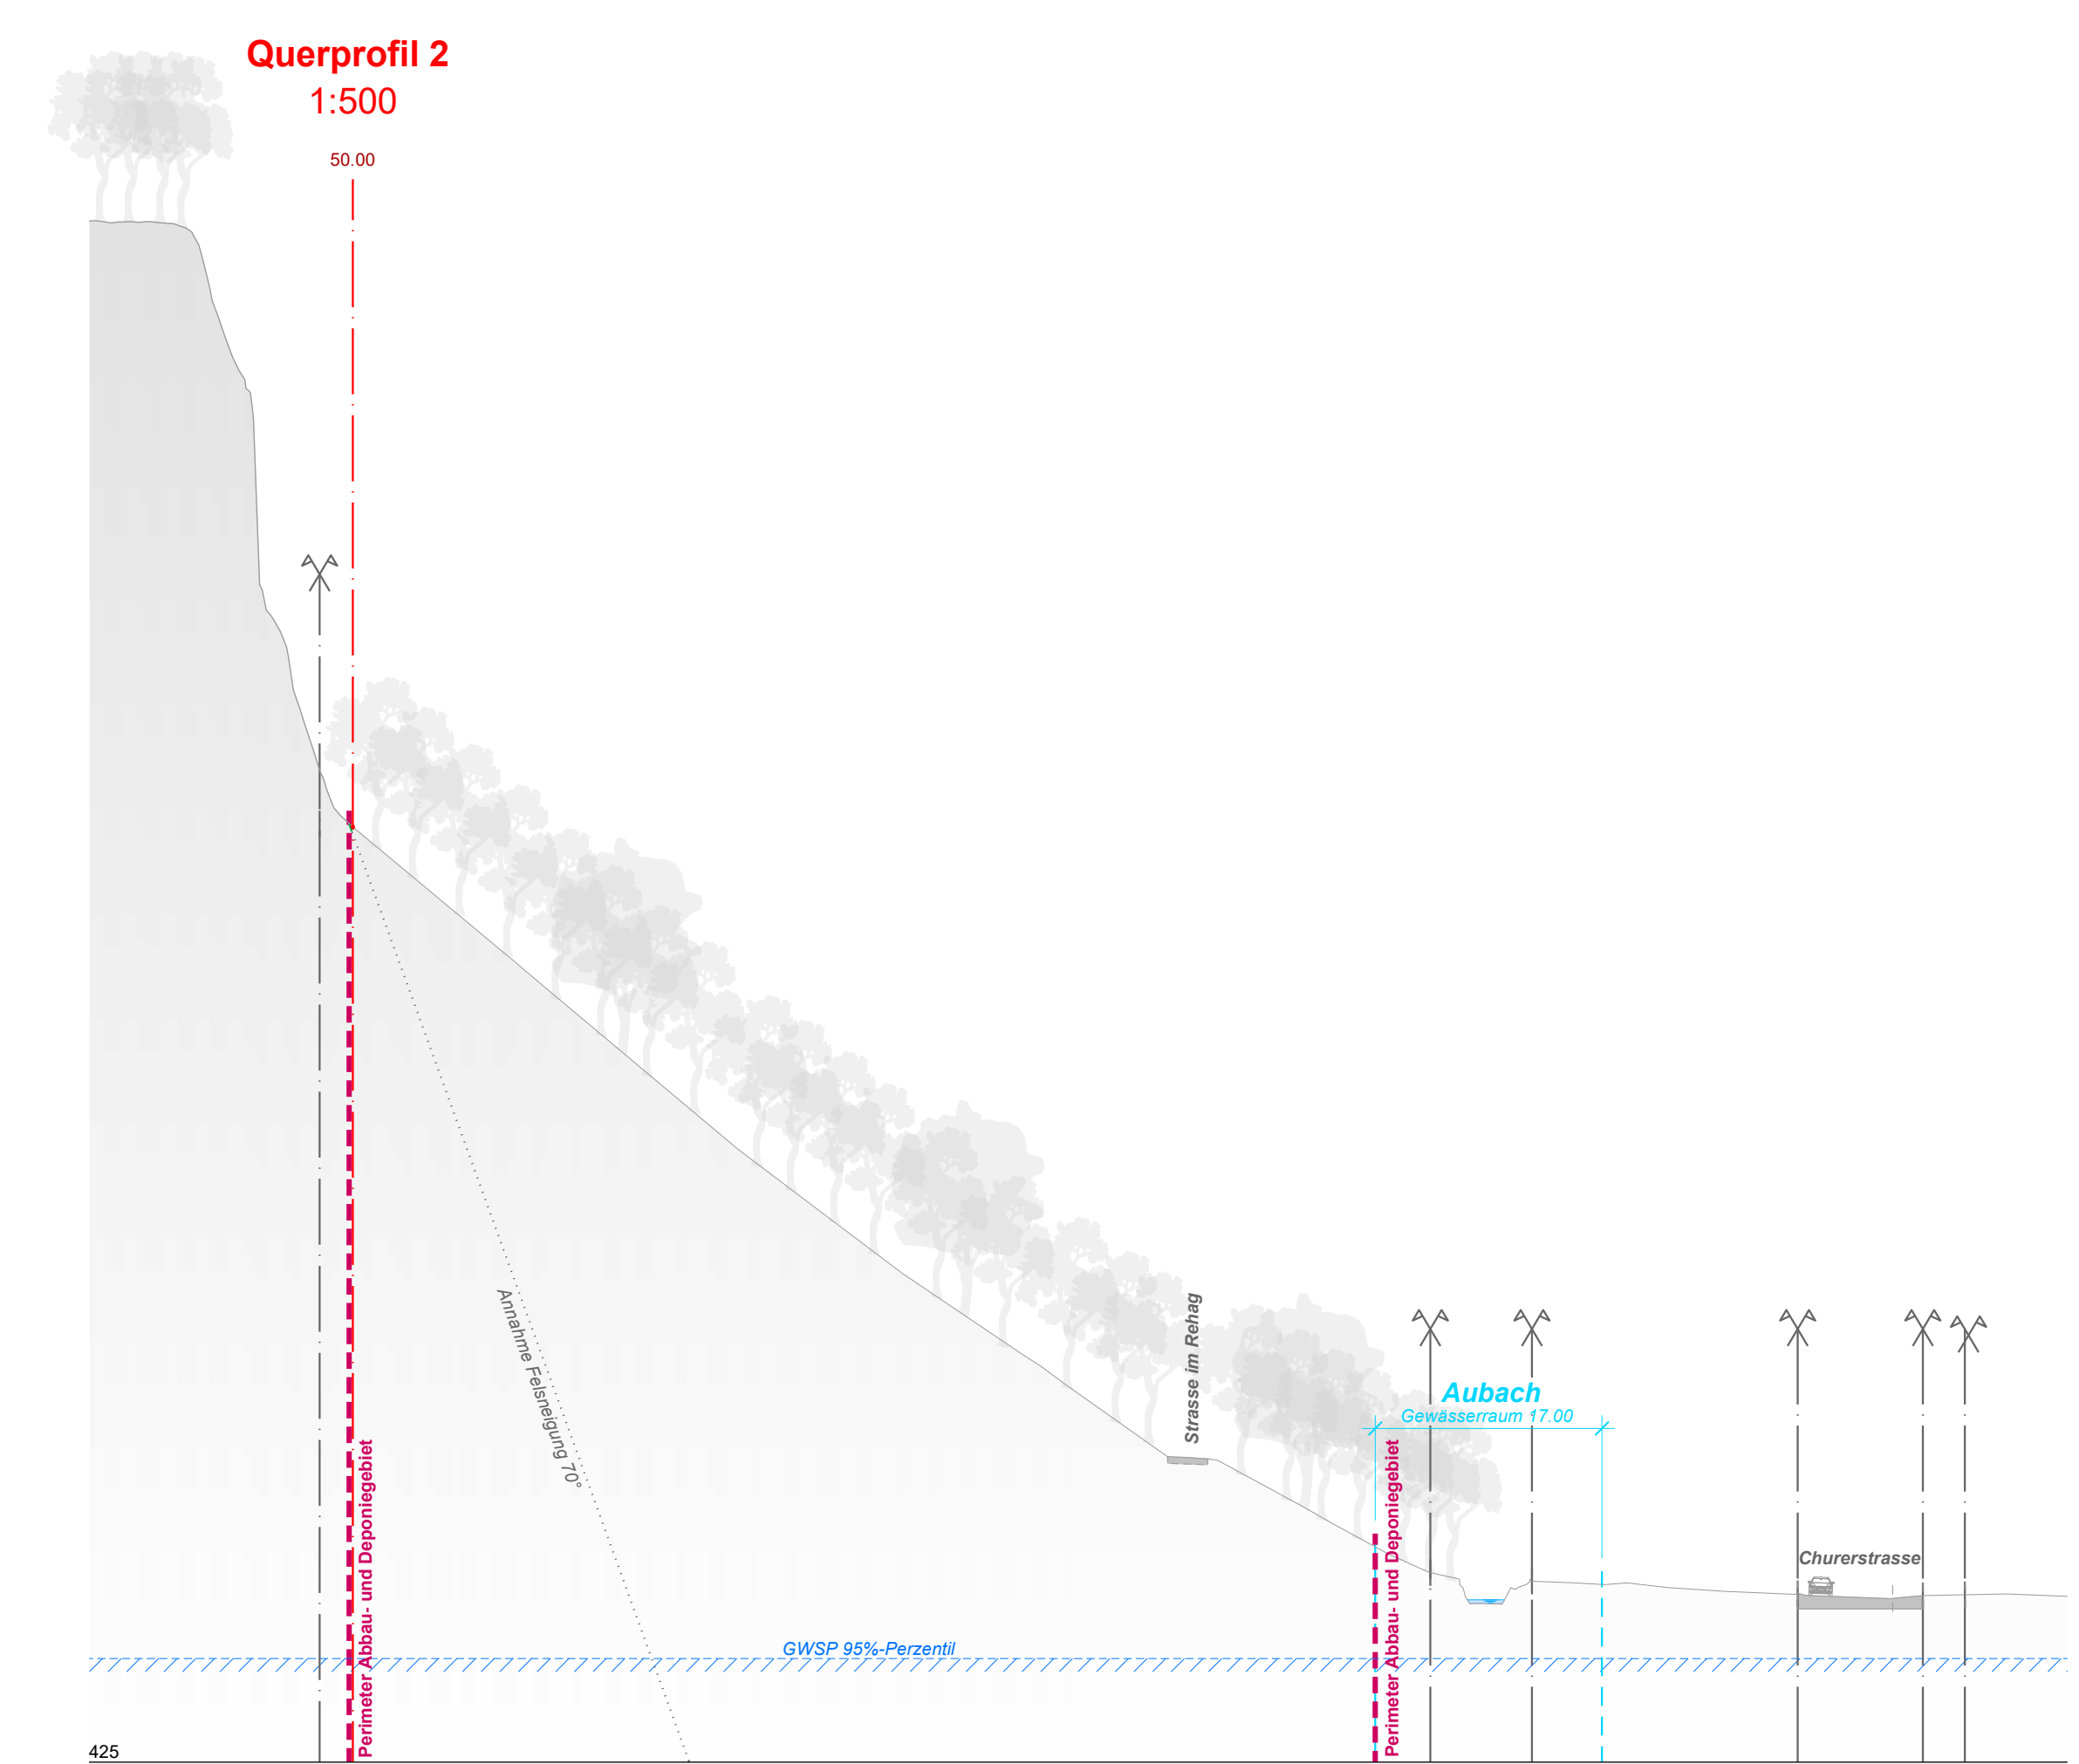 Querprofil 2
1:500
50.00
Annahme Felsneigung 70°
Strasse im Rehag
Aubach
Gewässerraum 17.00
Perimeter Abbau- und Deponiegebiet
Perimeter Abbau- und Deponiegebiet
Churerstrasse
GWSP 95%-Perzentil
425